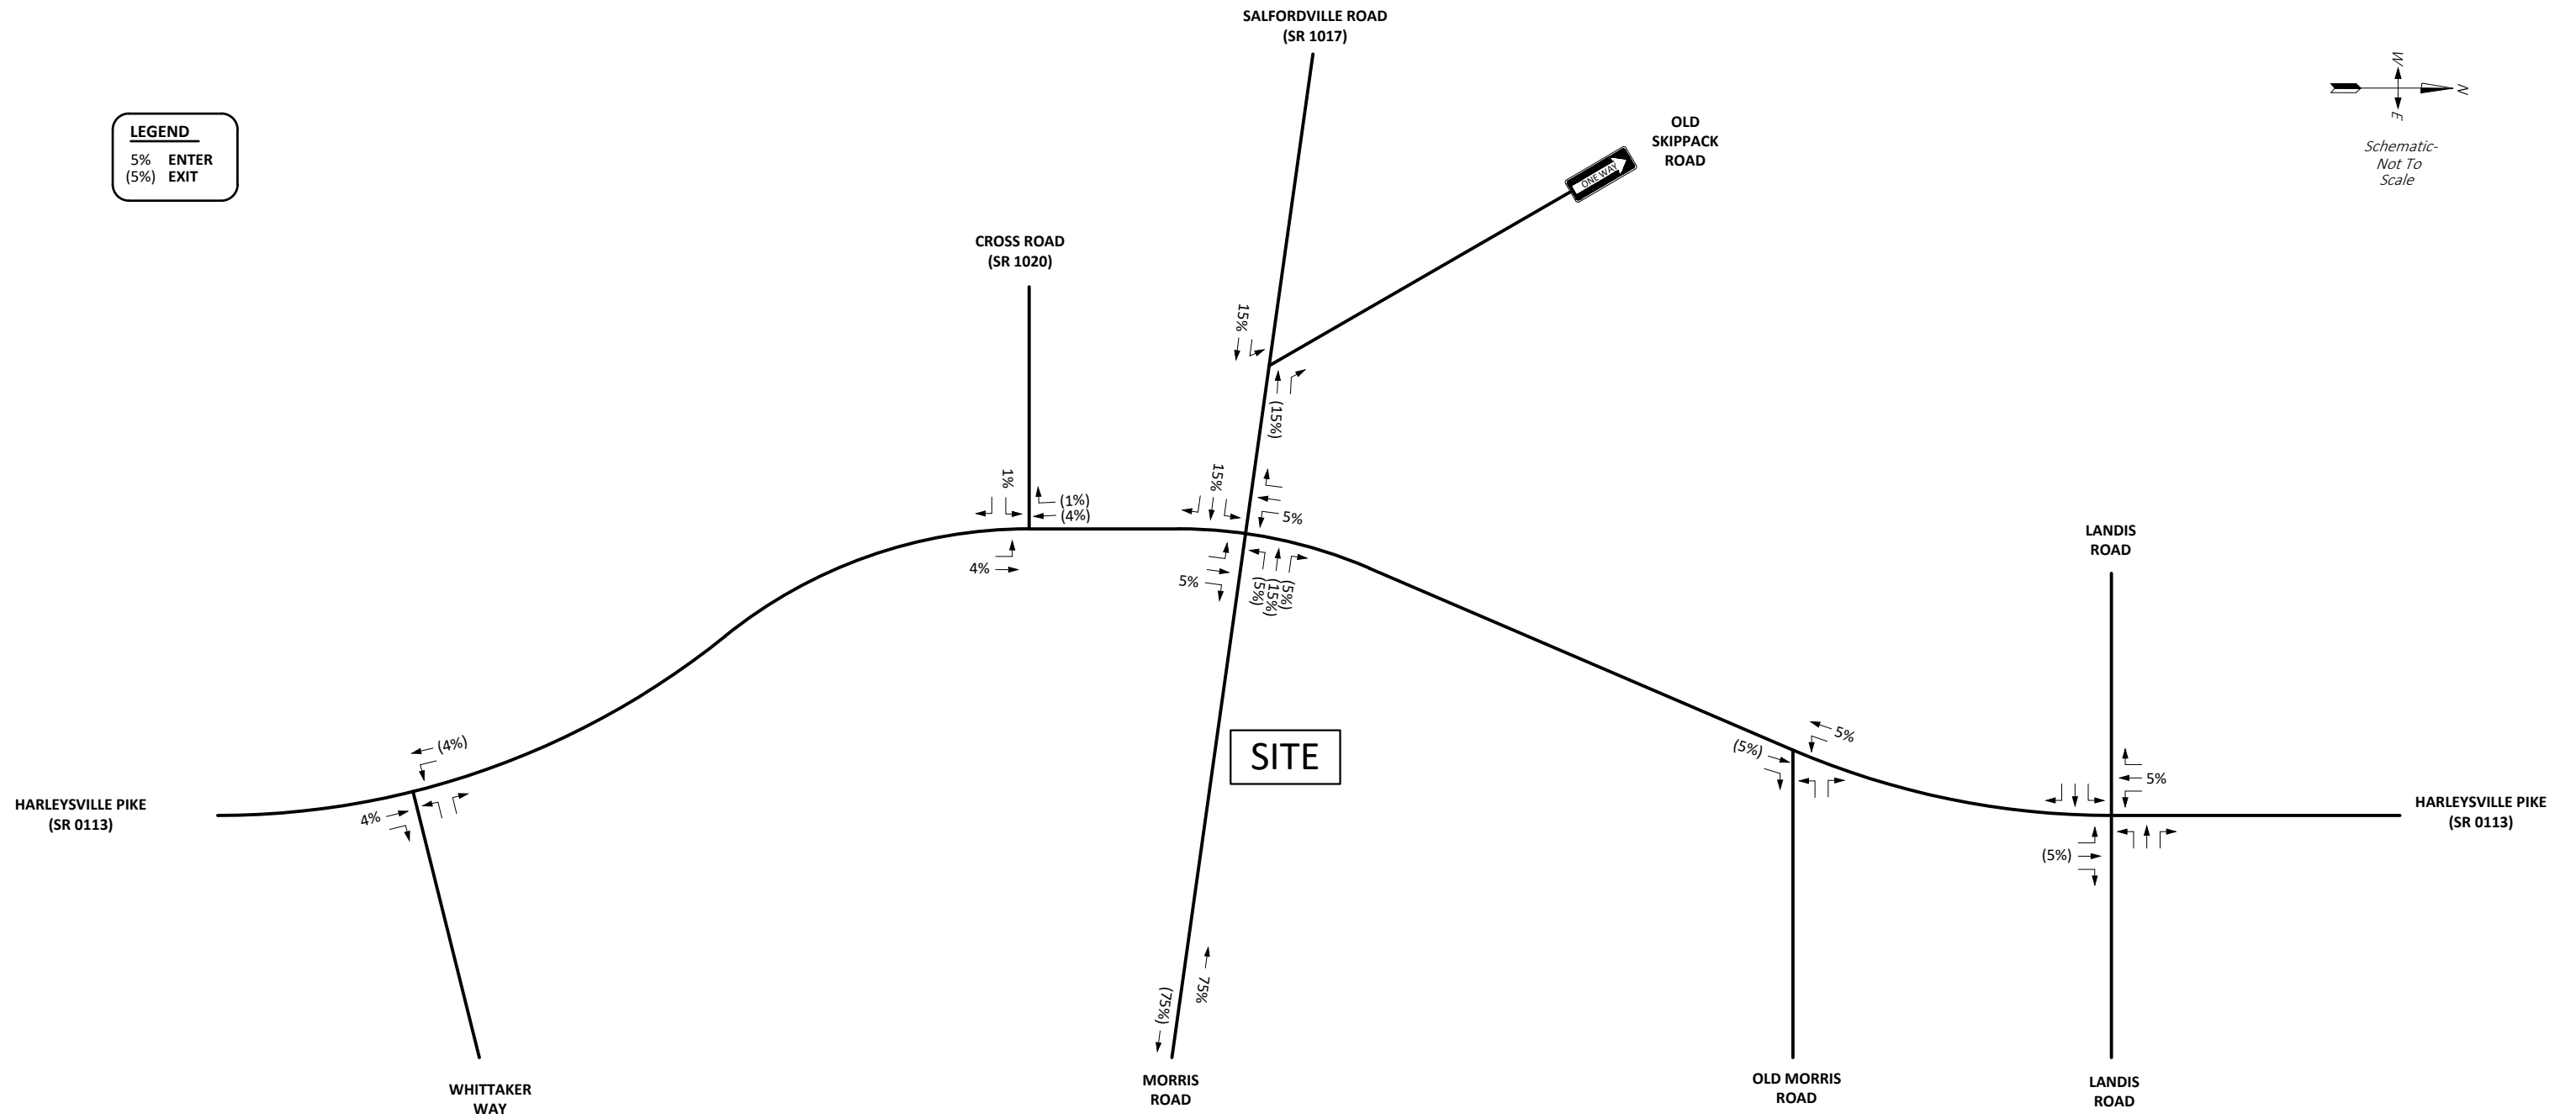 SALFORDVILLE ROAD
(SR 1017)
W
N
E
Schematic-
Not To
Scale
LEGEND
5% ENTER
(5%) EXIT
OLD
SKIPPACK
ROAD
ONE WAY
CROSS ROAD
(SR 1020)
15%
(15%)
1%
(1%)
(4%)
4%
15%
5%
5%
(5%)
(15%)
(5%)
LANDIS
ROAD
(4%)
4%
HARLEYSVILLE PIKE
(SR 0113)
WHITTAKER
WAY
SITE
75%
(75%)
MORRIS
ROAD
5%
(5%)
OLD MORRIS
ROAD
5%
(5%)
HARLEYSVILLE PIKE
(SR 0113)
LANDIS
ROAD